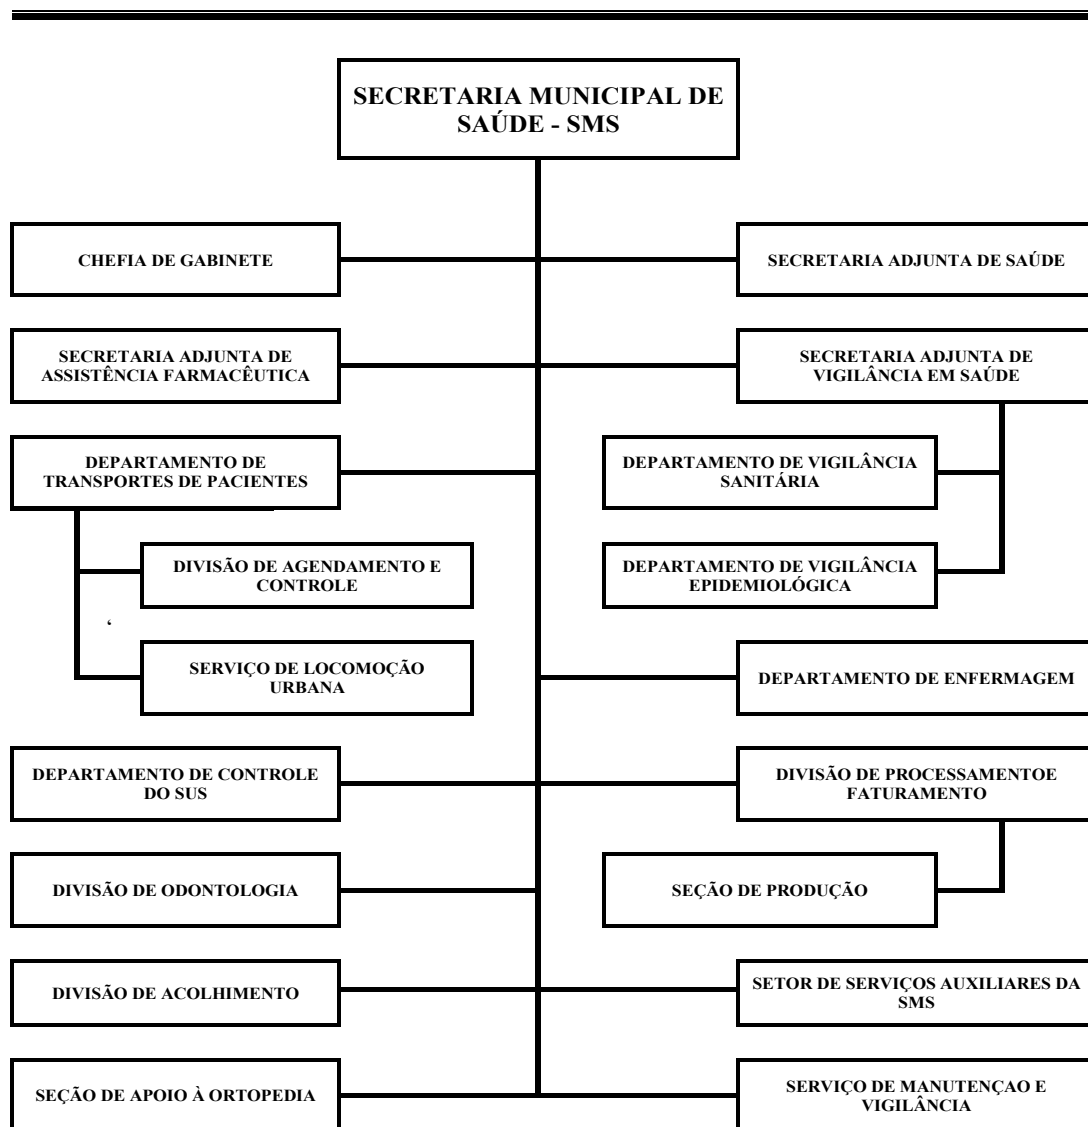 SECRETARIA MUNICIPAL DE
SAÚDE - SMS
CHEFIA DE GABINETE
SECRETARIA ADJUNTA DE SAÚDE
SECRETARIA ADJUNTA DE
ASSISTÊNCIA FARMACÊUTICA
SECRETARIA ADJUNTA DE
VIGILÂNCIA EM SAÚDE
DEPARTAMENTO DE
TRANSPORTES DE PACIENTES
DEPARTAMENTO DE VIGILÂNCIA
SANITÁRIA
DIVISÃO DE AGENDAMENTO E
CONTROLE
DEPARTAMENTO DE VIGILÂNCIA
EPIDEMIOLÓGICA
‘
SERVIÇO DE LOCOMOÇÃO
URBANA
DEPARTAMENTO DE ENFERMAGEM
DEPARTAMENTO DE CONTROLE
DO SUS
DIVISÃO DE PROCESSAMENTOE
FATURAMENTO
DIVISÃO DE ODONTOLOGIA
SEÇÃO DE PRODUÇÃO
DIVISÃO DE ACOLHIMENTO
SETOR DE SERVIÇOS AUXILIARES DA
SMS
SEÇÃO DE APOIO À ORTOPEDIA
SERVIÇO DE MANUTENÇAO E
VIGILÂNCIA